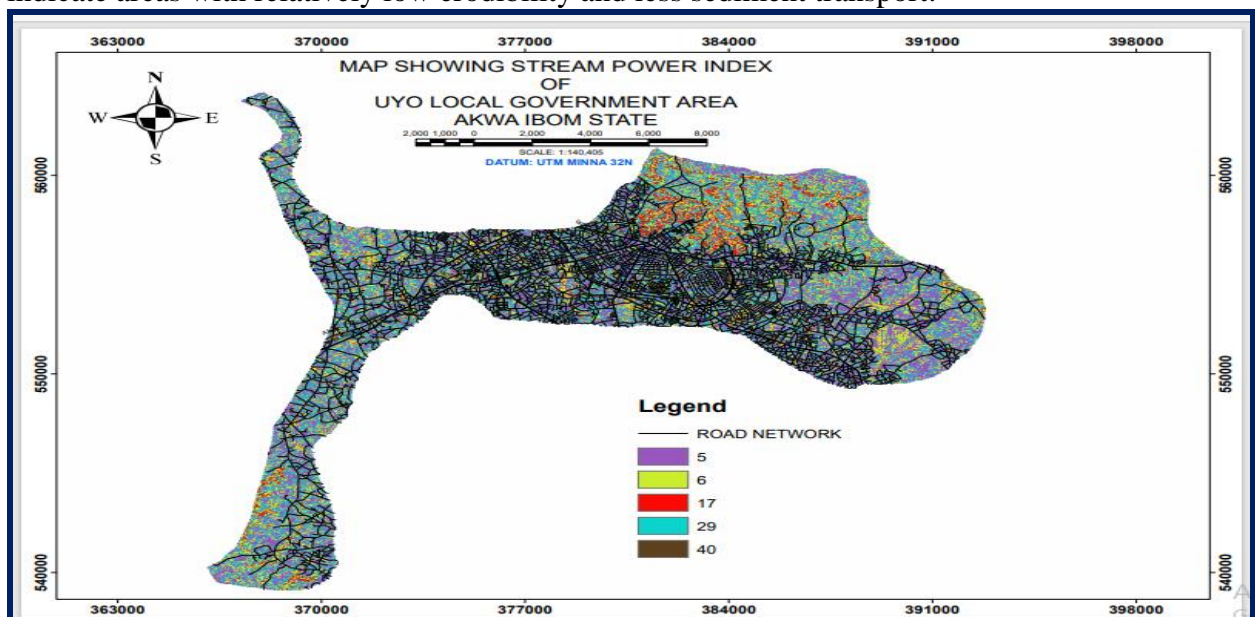 indicate areas with relatively low erodibility and less sediment transport.
363000 370000 377000 384000 391000 398000
MAP SHOWING STREAM POWER INDEX
OF
UYO LOCAL GOVERNMENT AREA
AKWA IBOM STATE
N
W E
S
2,000 1,000 0 2,000 4,000 6,000 8,000
SCALE: 1:140,405
DATUM: UTM MINNA 32N
560000 560000
550000 550000
Legend
ROAD NETWORK
5
6
17
29
40
540000 540000
363000 370000 377000 384000 391000 398000